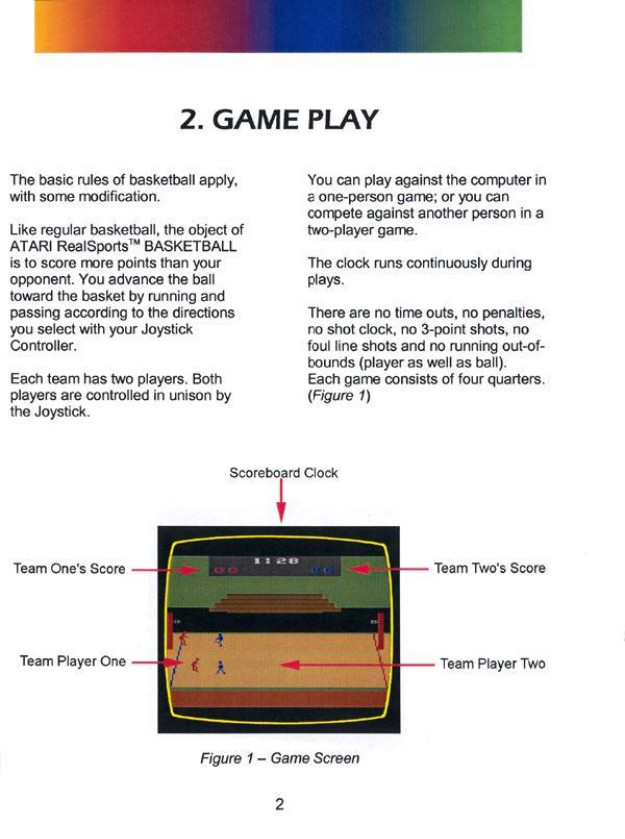 2. GAME PLAY
The basic rules of basketball apply,
with some modification.
Like regular basketball, the object of
ATARI RealSports™ BASKETBALL
is to score more points than your
opponent. You advance the ball
toward the basket by running and
passing according to the directions
you select with your Joystick
Controller.
Each team has two players. Both
players are controlled in unison by
the Joystick.
You can play against the computer in
a one-person game; or you can
compete against another person in a
two-player game.
The clock runs continuously during
plays.
There are no time outs, no penalties,
no shot clock, no 3-point shots, no
foul line shots and no running out-of-
bounds (player as well as ball).
Each game consists of four quarters.
(Figure 1)
Scoreboard Clock
11:20
00
00
Team One's Score
Team Two's Score
Team Player One
Team Player Two
Figure 1 – Game Screen
2